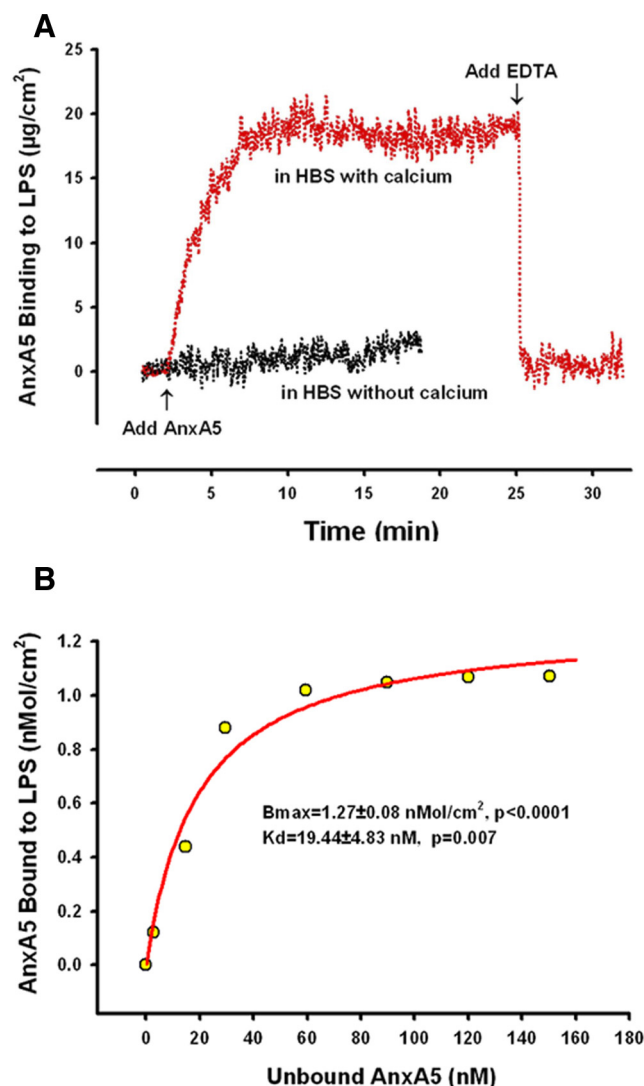 A
AnxA5 Binding to LPS (µg/cm²)
25
20
15
10
5
0
Add EDTA
in HBS with calcium
in HBS without calcium
Add AnxA5
0 5 10 15 20 25 30
Time (min)
B
AnxA5 Bound to LPS (nMol/cm²)
1.2
1.0
0.8
0.6
0.4
0.2
0.0
Bmax=1.27±0.08 nMol/cm², p<0.0001
Kd=19.44±4.83 nM, p=0.007
0 20 40 60 80 100 120 140 160 180
Unbound AnxA5 (nM)